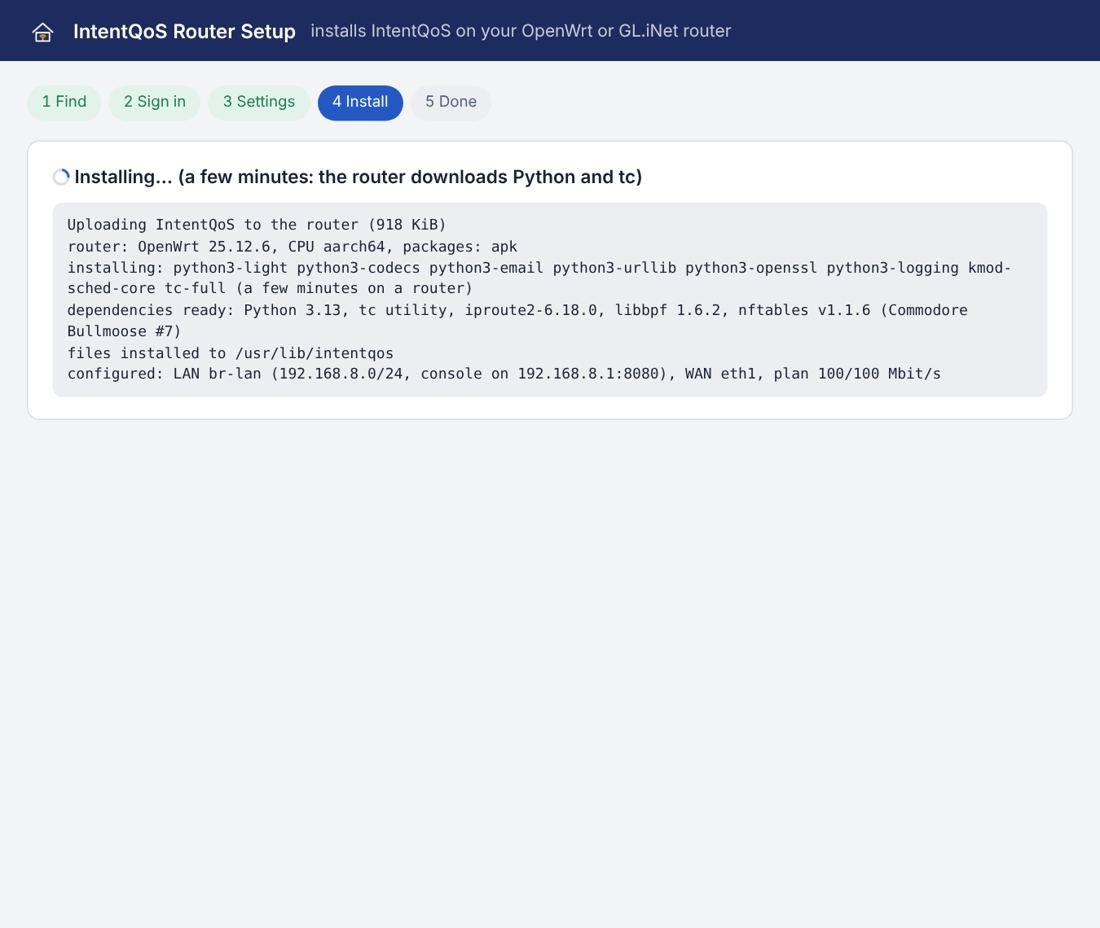 IntentQoS Router Setup installs IntentQoS on your OpenWrt or GL.iNet router
1 Find 2 Sign in 3 Settings 4 Install 5 Done
Installing... (a few minutes: the router downloads Python and tc)
Uploading IntentQoS to the router (918 KiB)
router: OpenWrt 25.12.6, CPU aarch64, packages: apk
installing: python3-light python3-codecs python3-email python3-urllib python3-openssl python3-logging kmod-
sched-core tc-full (a few minutes on a router)
dependencies ready: Python 3.13, tc utility, iproute2-6.18.0, libbpf 1.6.2, nftables v1.1.6 (Commodore
Bullmoose #7)
files installed to /usr/lib/intentqos
configured: LAN br-lan (192.168.8.0/24, console on 192.168.8.1:8080), WAN eth1, plan 100/100 Mbit/s